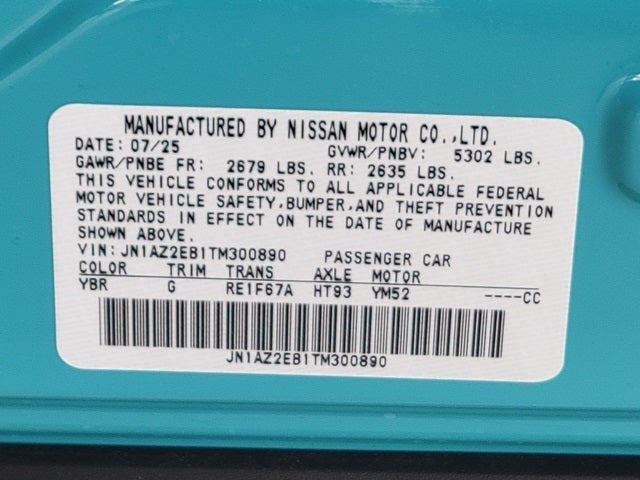 MANUFACTURED BY NISSAN MOTOR CO.,LTD.
DATE: 07/25 GVWR/PNBV: 5302 LBS.
GAWR/PNBE FR: 2679 LBS. RR: 2635 LBS.
THIS VEHICLE CONFORMS TO ALL APPLICABLE FEDERAL
MOTOR VEHICLE SAFETY,BUMPER,AND THEFT PREVENTION
STANDARDS IN EFFECT ON THE DATE OF MANUFACTURE
SHOWN ABOVE.
VIN: JN1AZ2EB1TM300890 PASSENGER CAR
COLOR TRIM TRANS AXLE MOTOR
YBR G RE1F67A HT93 YM52 ----CC
JN1AZ2EB1TM300890